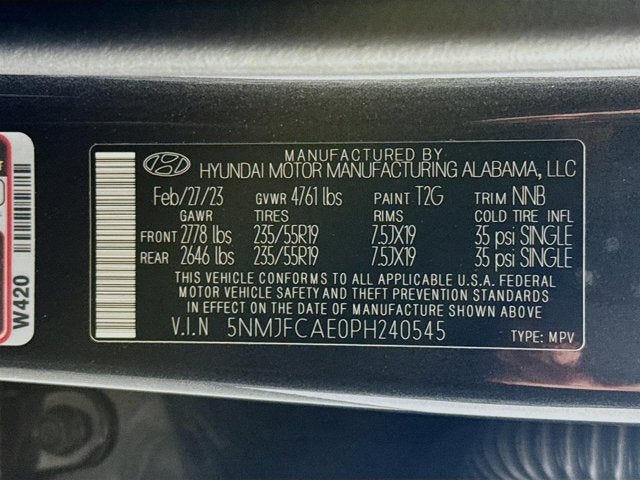 MANUFACTURED BY
HYUNDAI MOTOR MANUFACTURING ALABAMA, LLC
Feb/27/23 GVWR 4761 lbs PAINT T2G TRIM NNB
GAWR TIRES RIMS COLD TIRE INFL
FRONT 2778 lbs 235/55R19 7.5JX19 35 psi SINGLE
REAR 2646 lbs 235/55R19 7.5JX19 35 psi SINGLE
THIS VEHICLE CONFORMS TO ALL APPLICABLE U.S.A. FEDERAL
MOTOR VEHICLE SAFETY AND THEFT PREVENTION STANDARDS
IN EFFECT ON THE DATE OF MANUFACTURE SHOWN ABOVE
V.I.N 5NMJFCAE0PH240545 TYPE: MPV
W420